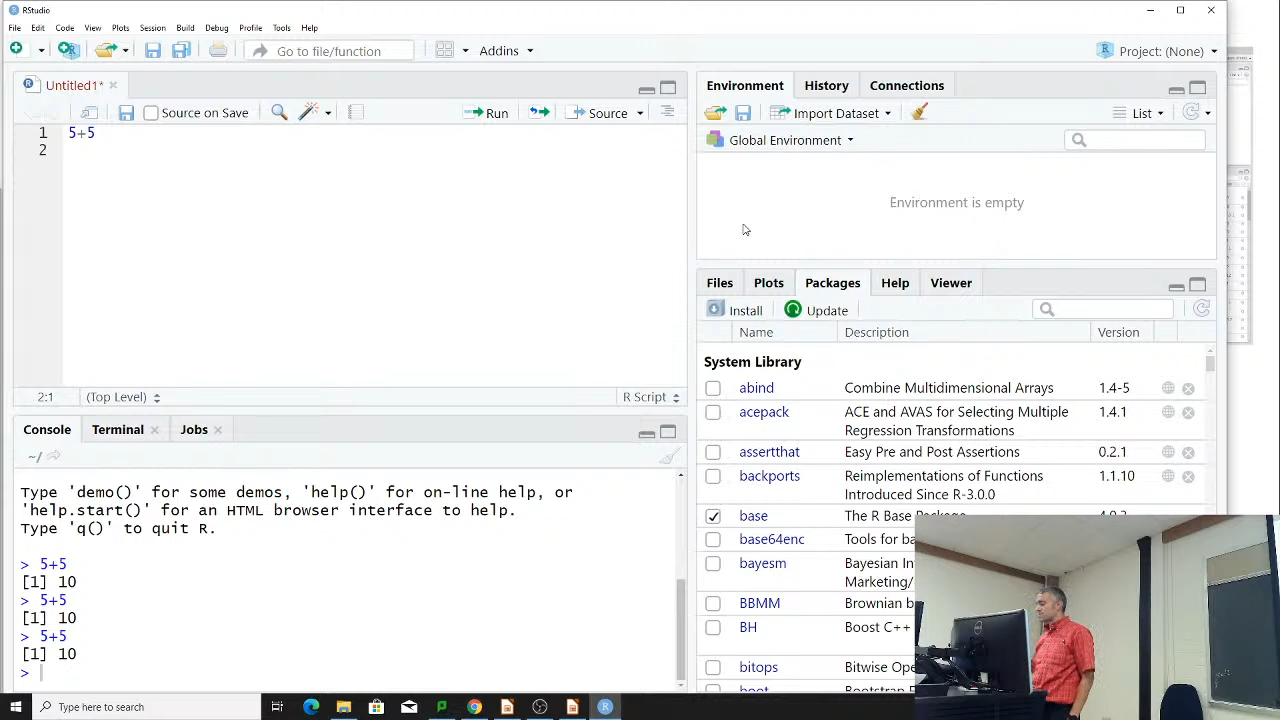 RStudio
File Edit Code View Plots Session Build Debug Profile Tools Help
Go to file/function
Addins
Project: (None)
Untitled1*
Source on Save
Run
Source
1 5+5
2
2:1 (Top Level)
R Script
Console Terminal Jobs
~/
Type 'demo()' for some demos, 'help()' for on-line help, or
'help.start()' for an HTML browser interface to help.
Type 'q()' to quit R.
> 5+5
[1] 10
> 5+5
[1] 10
> 5+5
[1] 10
>
Environment History Connections
Import Dataset
List
Global Environment
Environment is empty
Files Plots Packages Help Viewer
Install Update
Name Description Version
System Library
abind Combine Multidimensional Arrays 1.4-5
acepack ACE and AVAS for Selecting Multiple 1.4.1
Regression Transformations
assertthat Easy Pre and Post Assertions 0.2.1
backports Reimplementations of Functions 1.1.10
Introduced Since R-3.0.0
base The R Base
base64enc Tools for ba
bayesm Bayesian In
Marketing/
BBMM Brownian b
BH Boost C++
bitops Bitwise Ope
Type here to search